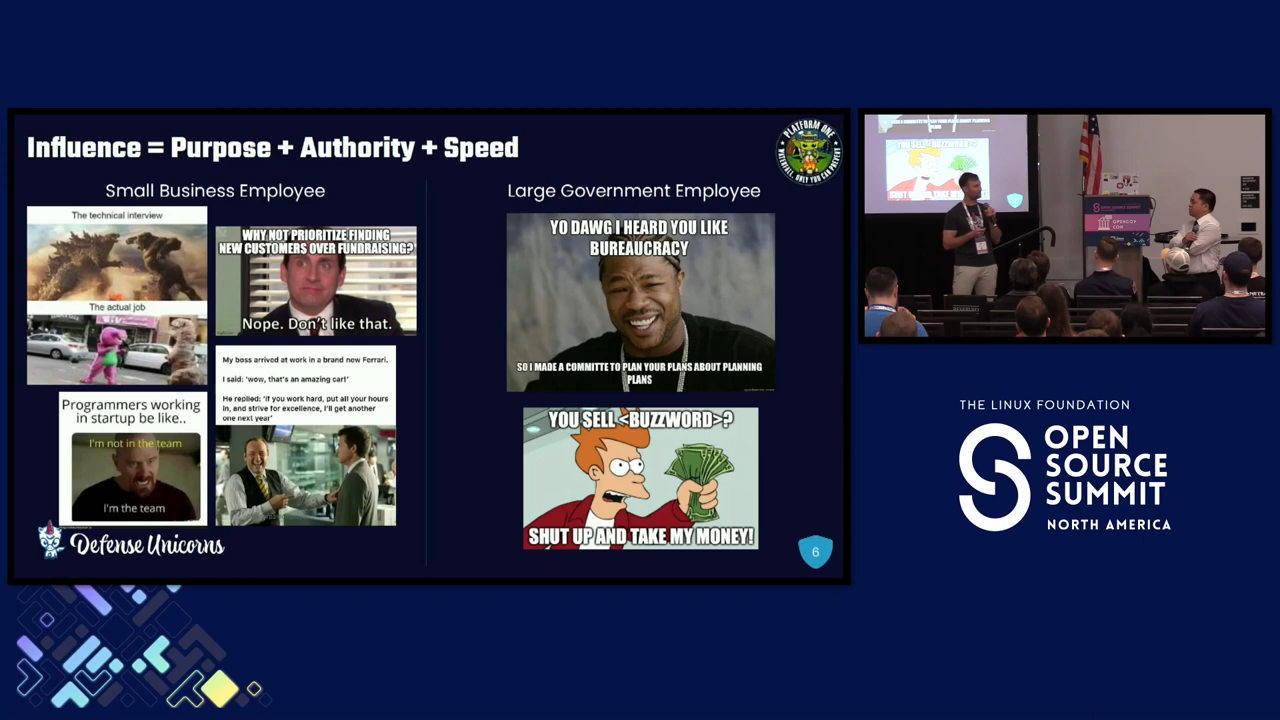 Influence = Purpose + Authority + Speed
PLATFORM ONE
Small Business Employee
The technical interview
The actual job
WHY NOT PRIORITIZE FINDING
NEW CUSTOMERS OVER FUNDRAISING?
Nope. Don't like that.
Programmers working
in startup be like..
I'm not in the team
I'm the team
My boss arrived at work in a brand new Ferrari.
I said: 'wow, that's an amazing car!'
He replied: 'if you work hard, put all your hours
in, and strive for excellence, I'll get another
one next year'
Defense Unicorns
Large Government Employee
YO DAWG I HEARD YOU LIKE
BUREAUCRACY
SO I MADE A COMMITTE TO PLAN YOUR PLANS ABOUT PLANNING
PLANS
YOU SELL <BUZZWORD>?
SHUT UP AND TAKE MY MONEY!
6
THE LINUX FOUNDATION
OPEN
SOURCE
SUMMIT
NORTH AMERICA